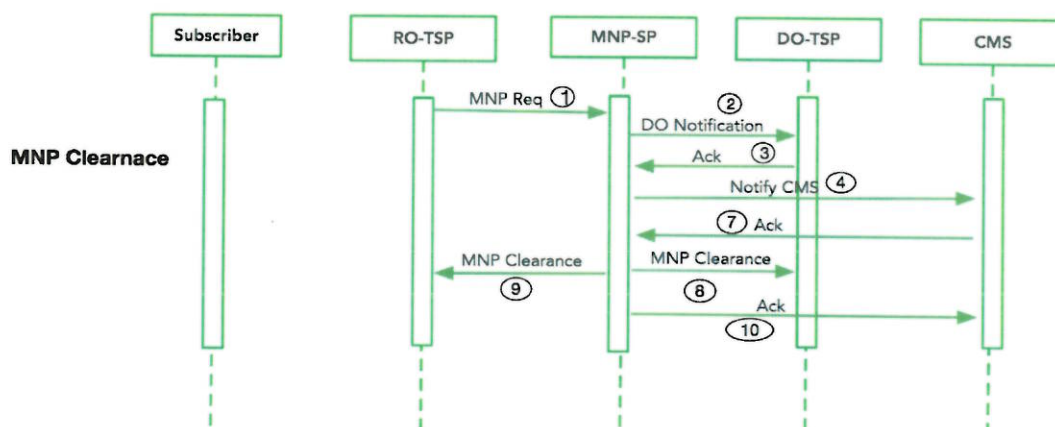 Subscriber
RO-TSP
MNP-SP
DO-TSP
CMS
MNP Clearnace
MNP Req 1
2
DO Notification
Ack 3
Notify CMS 4
7 Ack
MNP Clearance
9
MNP Clearance
8
Ack
10